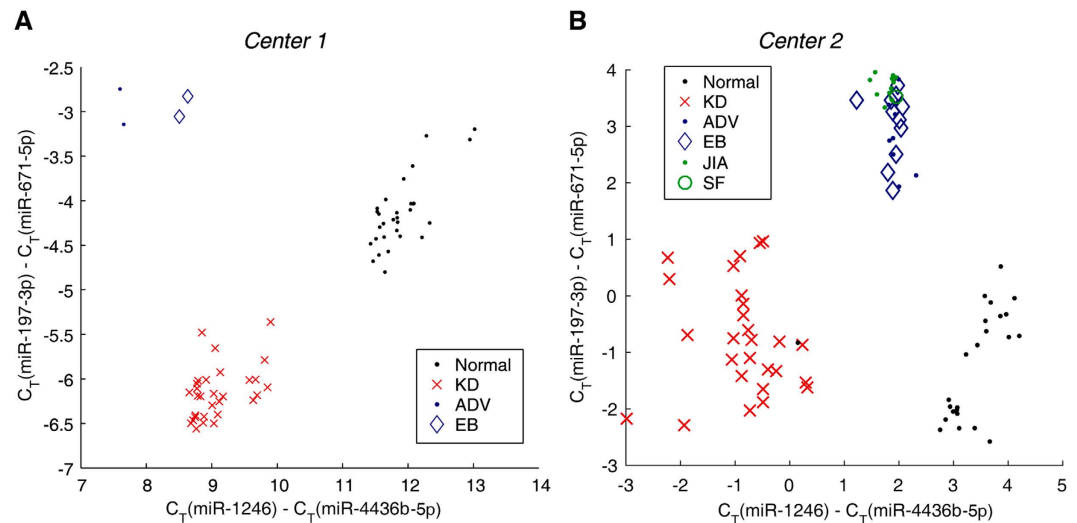 A
Center 1
-2.5
-3
-3.5
-4
-4.5
-5
-5.5
-6
-6.5
-7
7
8
9
10
11
12
13
14
C_T(miR-197-3p) - C_T(miR-671-5p)
C_T(miR-1246) - C_T(miR-4436b-5p)
Normal
KD
ADV
EB
B
Center 2
4
3
2
1
0
-1
-2
-3
-3
-2
-1
0
1
2
3
4
5
C_T(miR-197-3p) - C_T(miR-671-5p)
C_T(miR-1246) - C_T(miR-4436b-5p)
Normal
KD
ADV
EB
JIA
SF